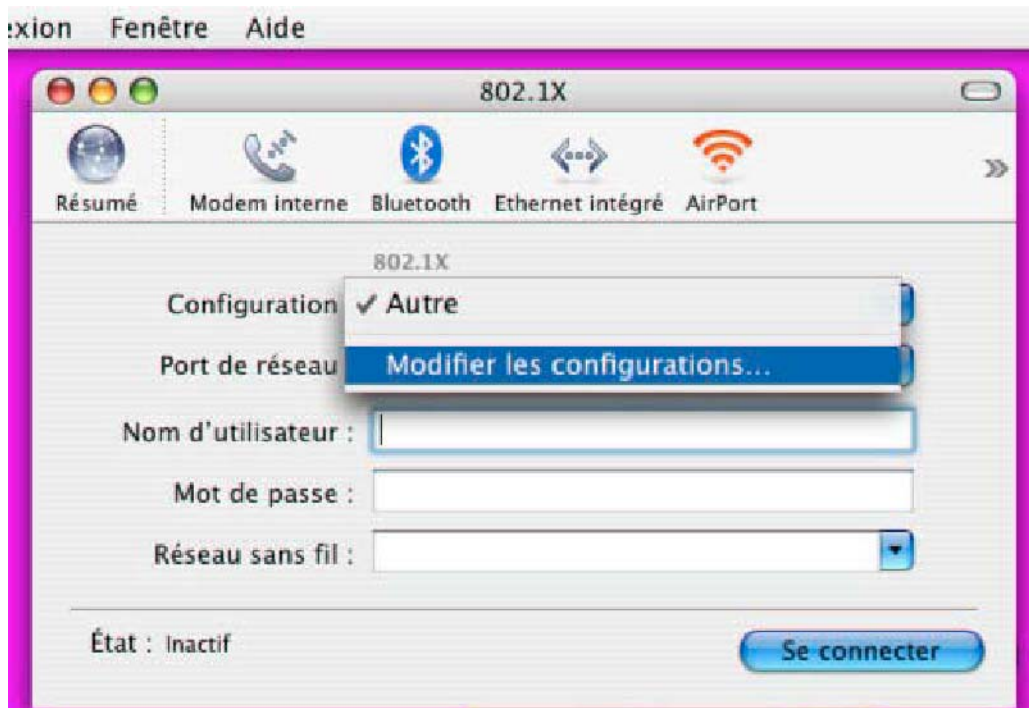 exion Fenêtre Aide
802.1X
Résumé Modem interne Bluetooth Ethernet intégré AirPort
802.1X
Configuration ✓ Autre
Port de réseau Modifier les configurations...
Nom d'utilisateur :
Mot de passe :
Réseau sans fil :
État : Inactif Se connecter